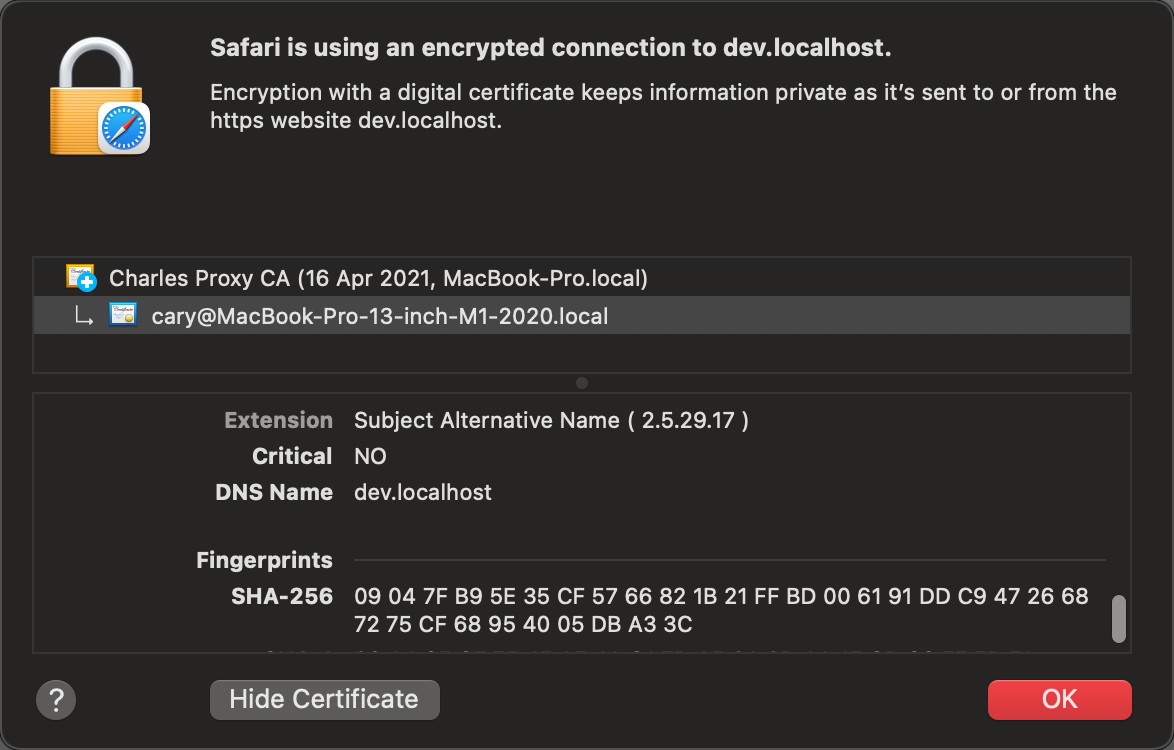 Safari is using an encrypted connection to dev.localhost.
Encryption with a digital certificate keeps information private as it’s sent to or from the
https website dev.localhost.
Charles Proxy CA (16 Apr 2021, MacBook-Pro.local)
cary@MacBook-Pro-13-inch-M1-2020.local
Extension Subject Alternative Name ( 2.5.29.17 )
Critical NO
DNS Name dev.localhost
Fingerprints
SHA-256 09 04 7F B9 5E 35 CF 57 66 82 1B 21 FF BD 00 61 91 DD C9 47 26 68
72 75 CF 68 95 40 05 DB A3 3C
? Hide Certificate OK